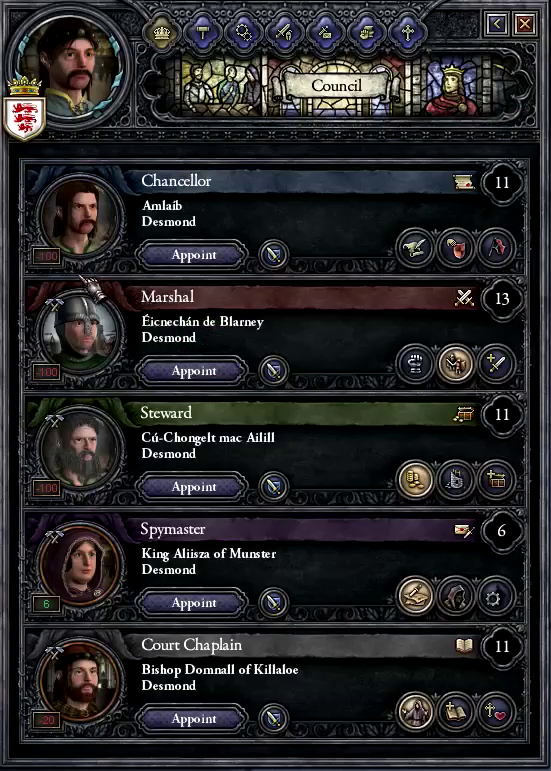 Council
Chancellor
11
Amlaíb
Desmond
-100
Appoint
Marshal
13
Éicnechán de Blarney
Desmond
-100
Appoint
Steward
11
Cú-Chongelt mac Ailill
Desmond
-100
Appoint
Spymaster
6
King Aliisza of Munster
Desmond
6
Appoint
Court Chaplain
11
Bishop Domnall of Killaloe
Desmond
-20
Appoint